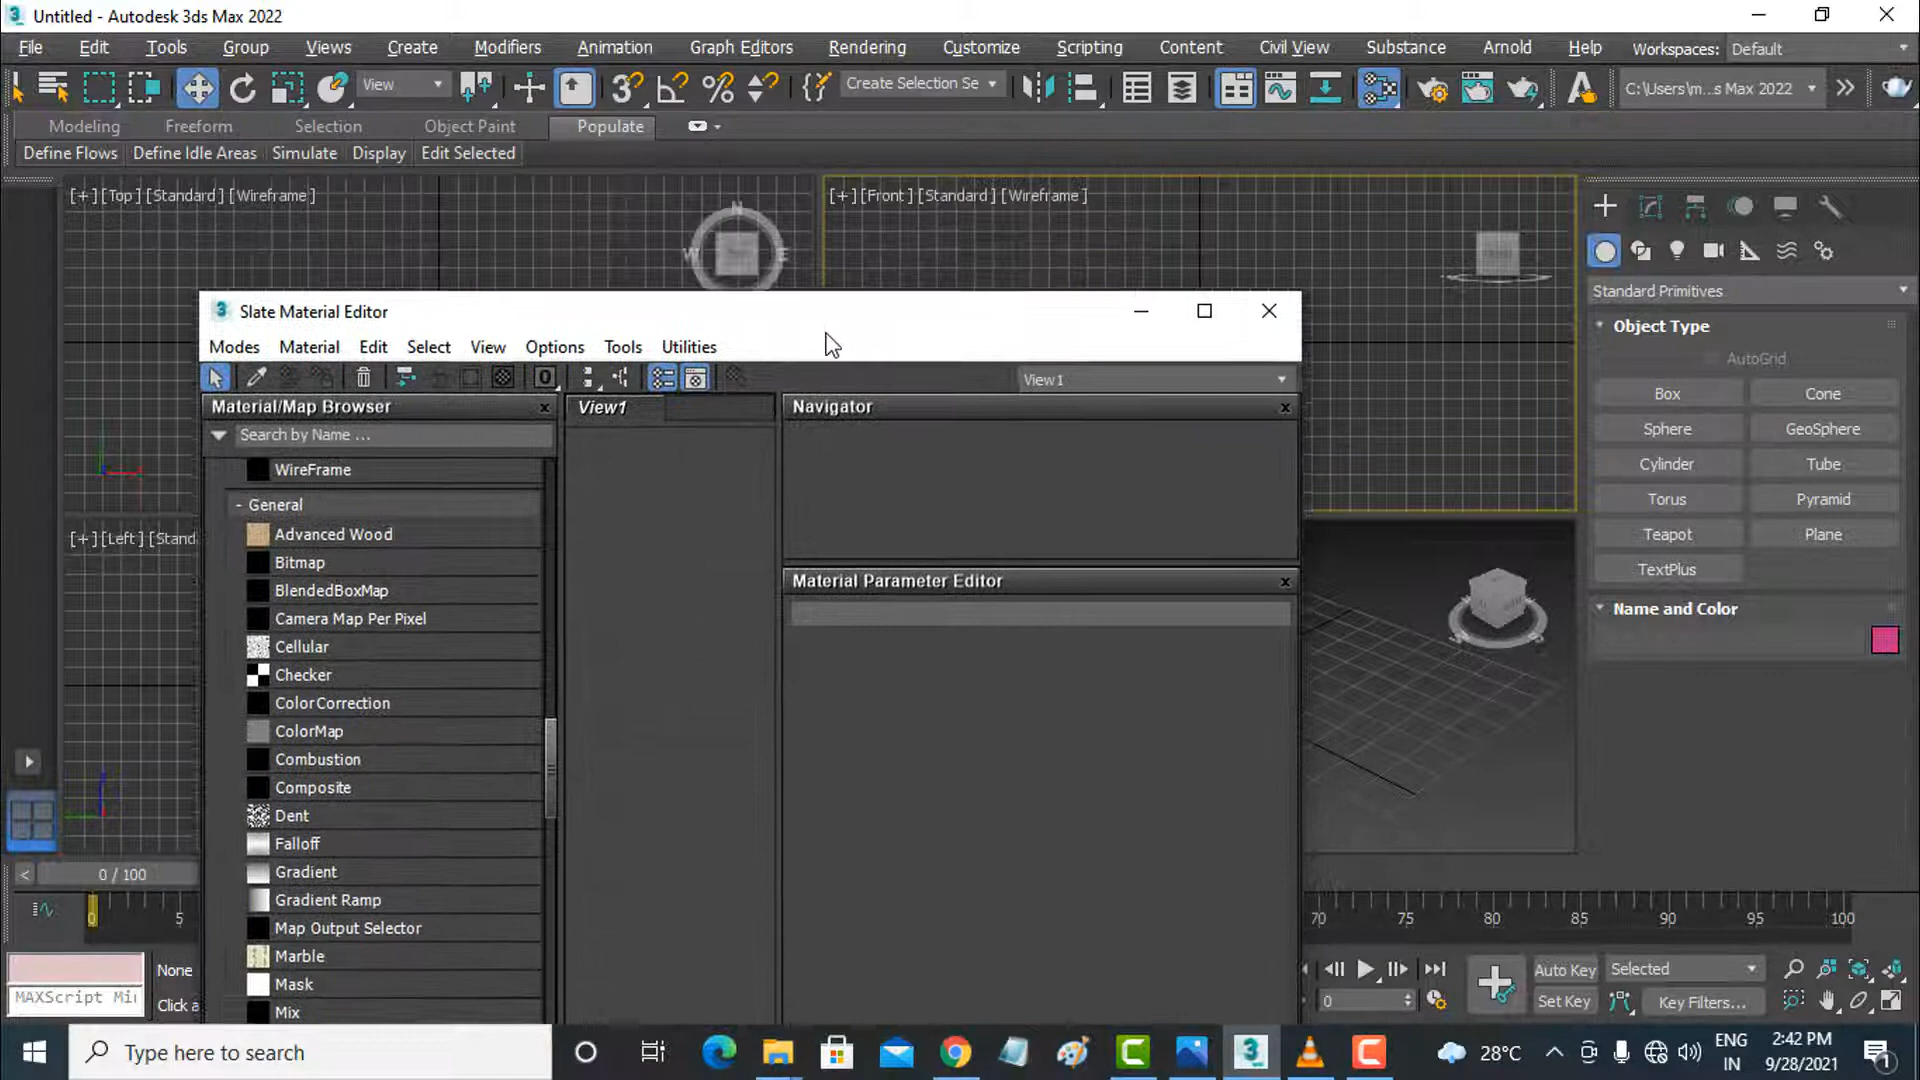 Untitled - Autodesk 3ds Max 2022
File Edit Tools Group Views Create Modifiers Animation Graph Editors Rendering Customize Scripting Content Civil View Substance Arnold Help Workspaces: Default
View Create Selection Se C:\Users\m...s Max 2022
Modeling Freeform Selection Object Paint Populate
Define Flows Define Idle Areas Simulate Display Edit Selected
[+] [Top] [Standard] [Wireframe]
[+] [Front] [Standard] [Wireframe]
N
W E
Standard Primitives
Object Type
AutoGrid
Box Cone
Sphere GeoSphere
Cylinder Tube
Torus Pyramid
Teapot Plane
TextPlus
Name and Color
3 Slate Material Editor
Modes Material Edit Select View Options Tools Utilities
0 View1
Material/Map Browser
View1
Navigator
Search by Name ...
WireFrame
- General
Advanced Wood
Bitmap
BlendedBoxMap
Camera Map Per Pixel
Cellular
Checker
ColorCorrection
ColorMap
Combustion
Composite
Dent
Falloff
Gradient
Gradient Ramp
Map Output Selector
Marble
Mask
Mix
Material Parameter Editor
[+] [Left] [Stand
< 0 / 100
0 5 70 75 80 85 90 95 100
None
MAXScript Mi
Click a
Auto Key Selected
0 Set Key Key Filters...
Type here to search
28°C
ENG
IN
2:42 PM
9/28/2021
1